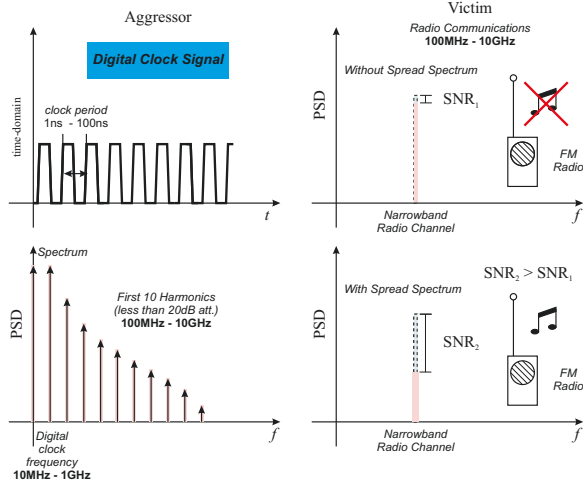 Aggressor
Digital Clock Signal
time-domain
clock period
1ns - 100ns
t
Spectrum
PSD
First 10 Harmonics
(less than 20dB att.)
100MHz - 10GHz
f
Digital
clock
frequency
10MHz - 1GHz
Victim
Radio Communications
100MHz - 10GHz
Without Spread Spectrum
PSD
SNR1
FM
Radio
Narrowband
Radio Channel
f
SNR2 > SNR1
With Spread Spectrum
PSD
SNR2
FM
Radio
Narrowband
Radio Channel
f